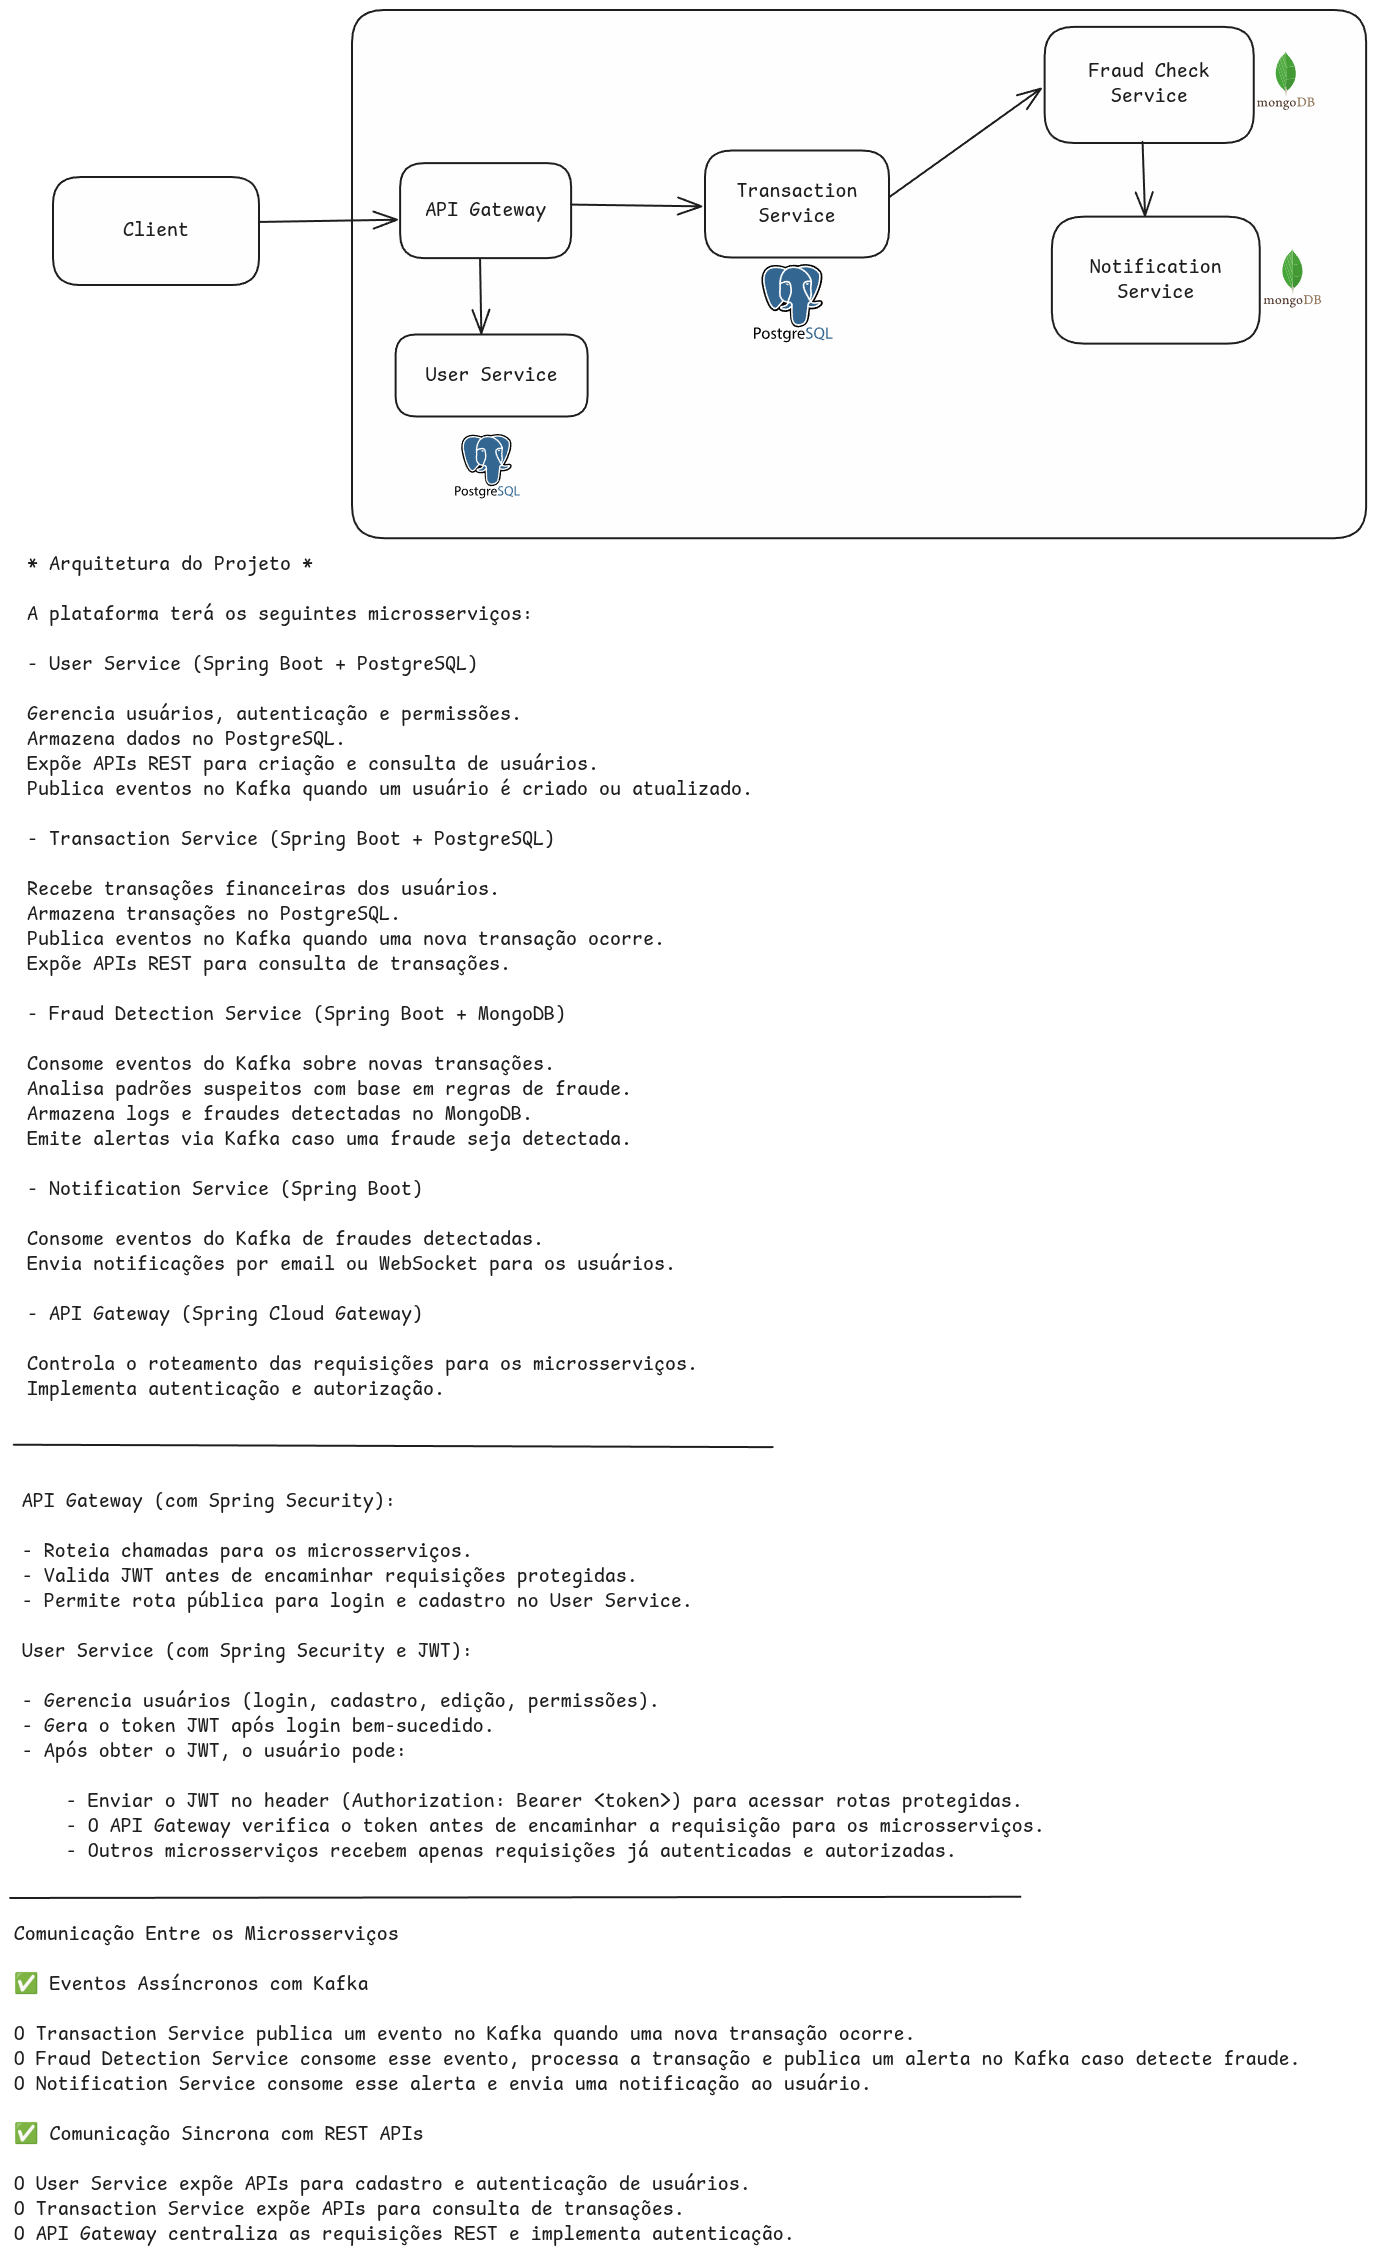 Fraud Check
Service
mongoDB
Client
API Gateway
Transaction
Service
PostgreSQL
Notification
Service
mongoDB
User Service
PostgreSQL
* Arquitetura do Projeto *
A plataforma terá os seguintes microsserviços:
- User Service (Spring Boot + PostgreSQL)
Gerencia usuários, autenticação e permissões.
Armazena dados no PostgreSQL.
Expõe APIs REST para criação e consulta de usuários.
Publica eventos no Kafka quando um usuário é criado ou atualizado.
- Transaction Service (Spring Boot + PostgreSQL)
Recebe transações financeiras dos usuários.
Armazena transações no PostgreSQL.
Publica eventos no Kafka quando uma nova transação ocorre.
Expõe APIs REST para consulta de transações.
- Fraud Detection Service (Spring Boot + MongoDB)
Consome eventos do Kafka sobre novas transações.
Analisa padrões suspeitos com base em regras de fraude.
Armazena logs e fraudes detectadas no MongoDB.
Emite alertas via Kafka caso uma fraude seja detectada.
- Notification Service (Spring Boot)
Consome eventos do Kafka de fraudes detectadas.
Envia notificações por email ou WebSocket para os usuários.
- API Gateway (Spring Cloud Gateway)
Controla o roteamento das requisições para os microsserviços.
Implementa autenticação e autorização.
API Gateway (com Spring Security):
- Roteia chamadas para os microsserviços.
- Valida JWT antes de encaminhar requisições protegidas.
- Permite rota pública para login e cadastro no User Service.
User Service (com Spring Security e JWT):
- Gerencia usuários (login, cadastro, edição, permissões).
- Gera o token JWT após login bem-sucedido.
- Após obter o JWT, o usuário pode:
- Enviar o JWT no header (Authorization: Bearer <token>) para acessar rotas protegidas.
- O API Gateway verifica o token antes de encaminhar a requisição para os microsserviços.
- Outros microsserviços recebem apenas requisições já autenticadas e autorizadas.
Comunicação Entre os Microsserviços
✅ Eventos Assíncronos com Kafka
O Transaction Service publica um evento no Kafka quando uma nova transação ocorre.
O Fraud Detection Service consome esse evento, processa a transação e publica um alerta no Kafka caso detecte fraude.
O Notification Service consome esse alerta e envia uma notificação ao usuário.
✅ Comunicação Sincrona com REST APIs
O User Service expõe APIs para cadastro e autenticação de usuários.
O Transaction Service expõe APIs para consulta de transações.
O API Gateway centraliza as requisições REST e implementa autenticação.